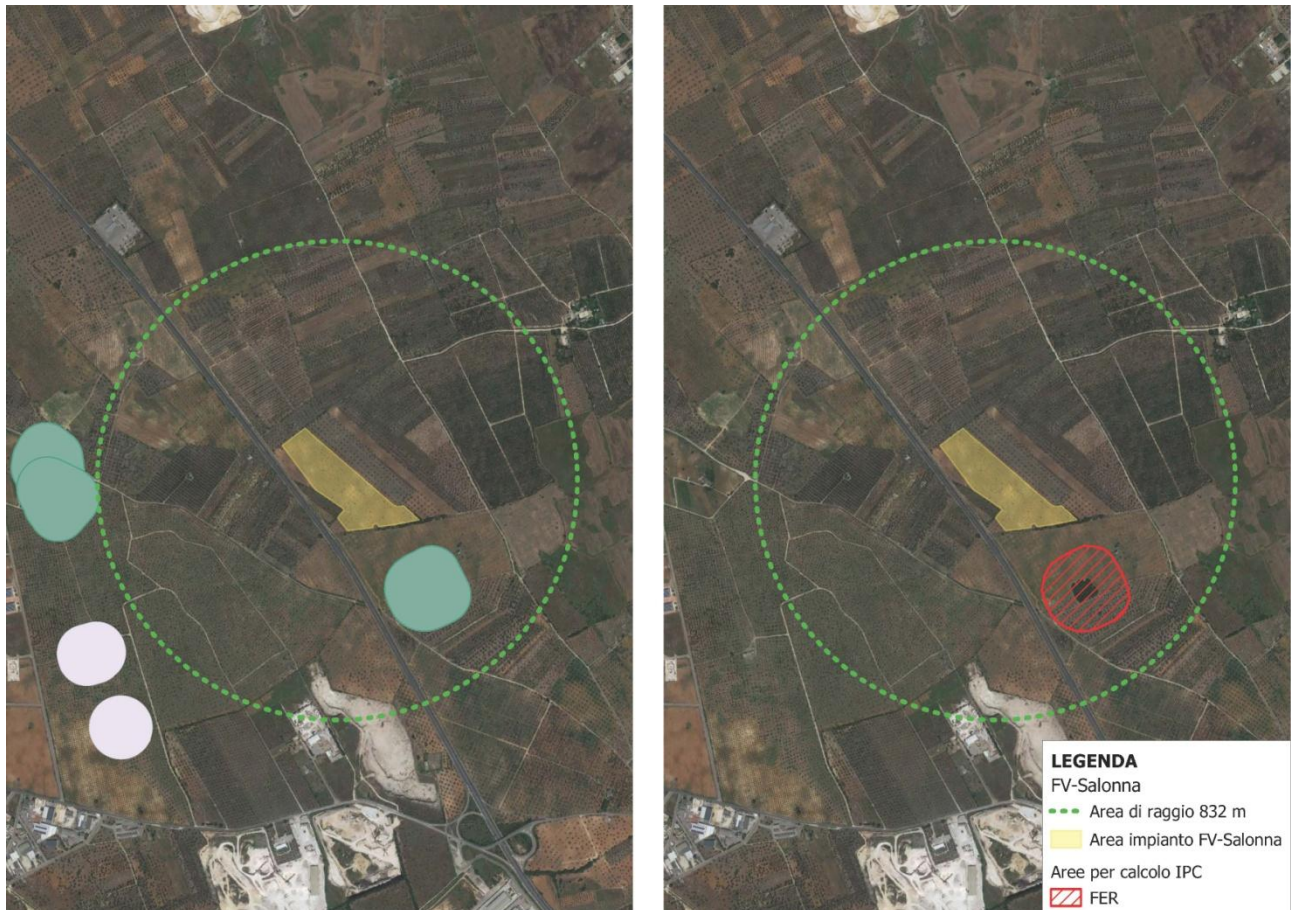 LEGENDA
FV-Salonna
Area di raggio 832 m
Area impianto FV-Salonna
Aree per calcolo IPC
FER